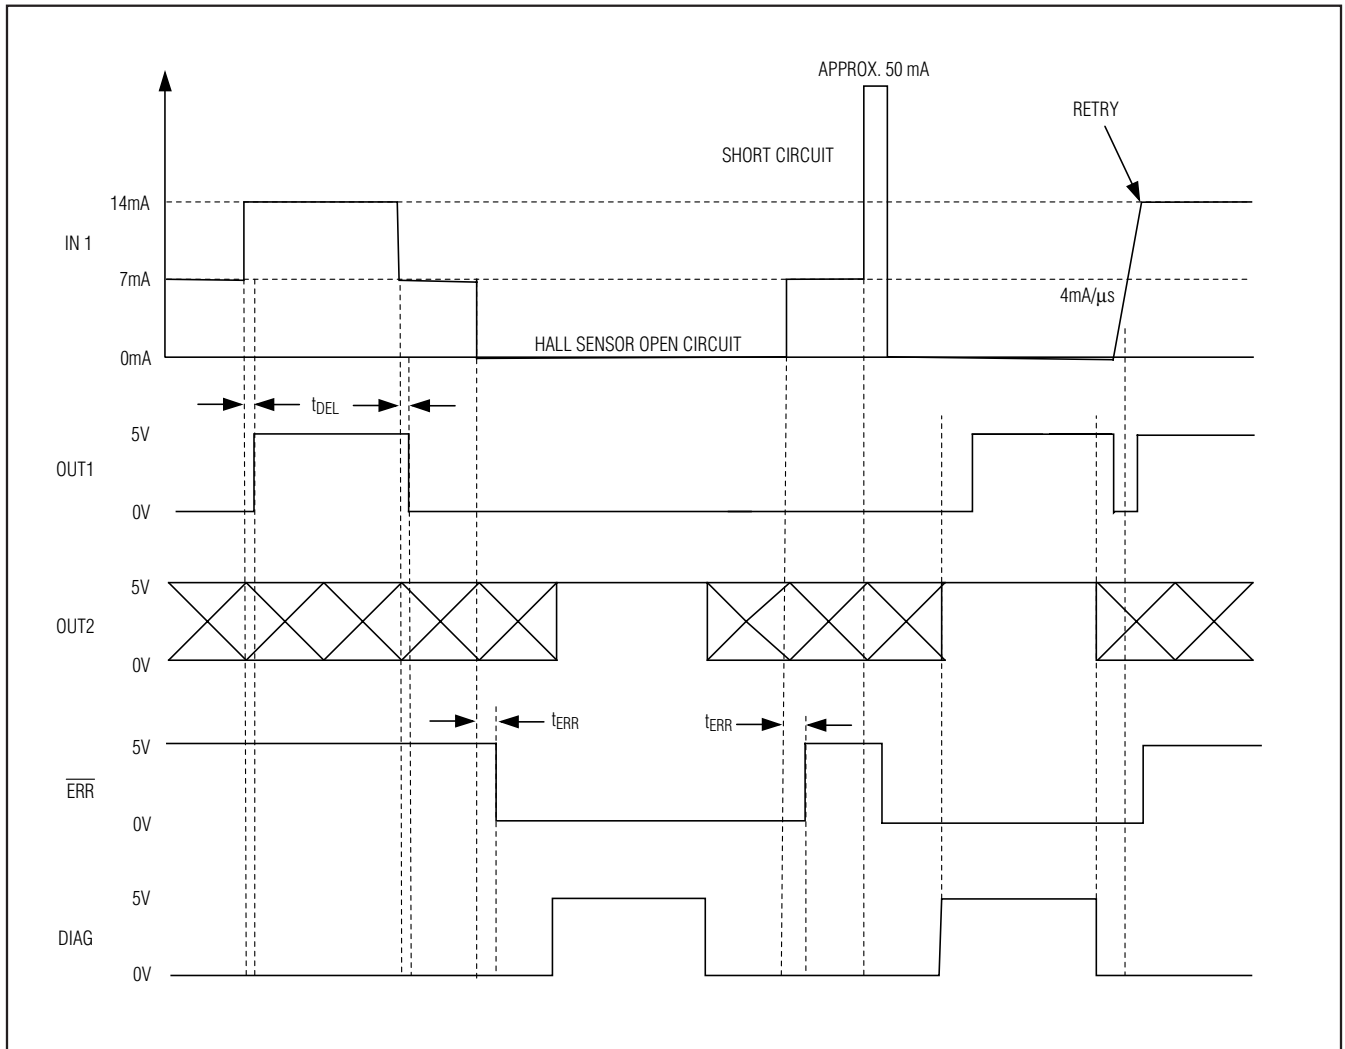 APPROX. 50 mA
RETRY
SHORT CIRCUIT
14mA
IN 1
7mA
4mA/µs
HALL SENSOR OPEN CIRCUIT
0mA
tDEL
5V
OUT1
0V
5V
OUT2
0V
tERR
tERR
5V
ERR
0V
5V
DIAG
0V